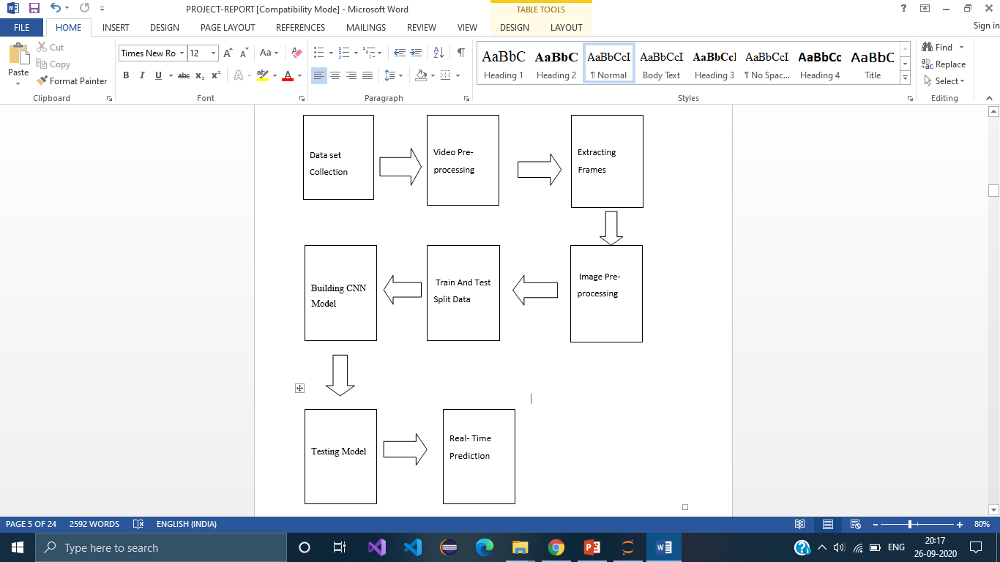 PROJECT-REPORT [Compatibility Mode] - Microsoft Word
TABLE TOOLS
Sign in
FILE HOME INSERT DESIGN PAGE LAYOUT REFERENCES MAILINGS REVIEW VIEW DESIGN LAYOUT
Paste
Cut
Copy
Format Painter
Clipboard
Times New Ro 12
Font
Paragraph
AaBbC AaBbC AaBbCcI AaBbCcI AaBbCcI AaBbCcI AaBbCc AaBbC
Heading 1 Heading 2 ¶ Normal Body Text Heading 3 ¶ No Spac... Heading 4 Title
Styles
Find
Replace
Select
Editing
Data set
Collection
Video Pre-
processing
Extracting
Frames
Image Pre-
processing
Train And Test
Split Data
Building CNN
Model
Testing Model
Real- Time
Prediction
PAGE 5 OF 24 2592 WORDS ENGLISH (INDIA) 80%
Type here to search
ENG
20:17
26-09-2020